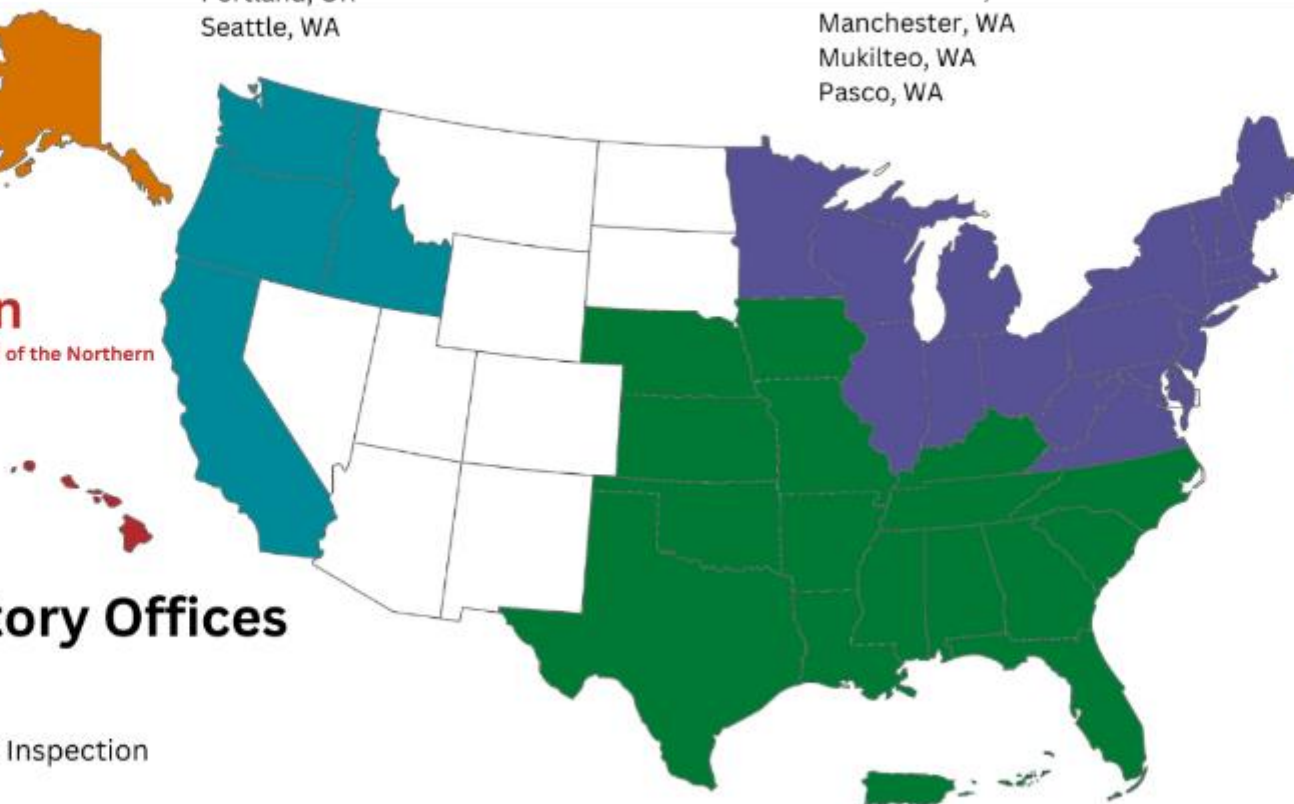 Seattle, WA
Manchester, WA
Mukilteo, WA
Pasco, WA
n
of the Northern
tory Offices
Inspection